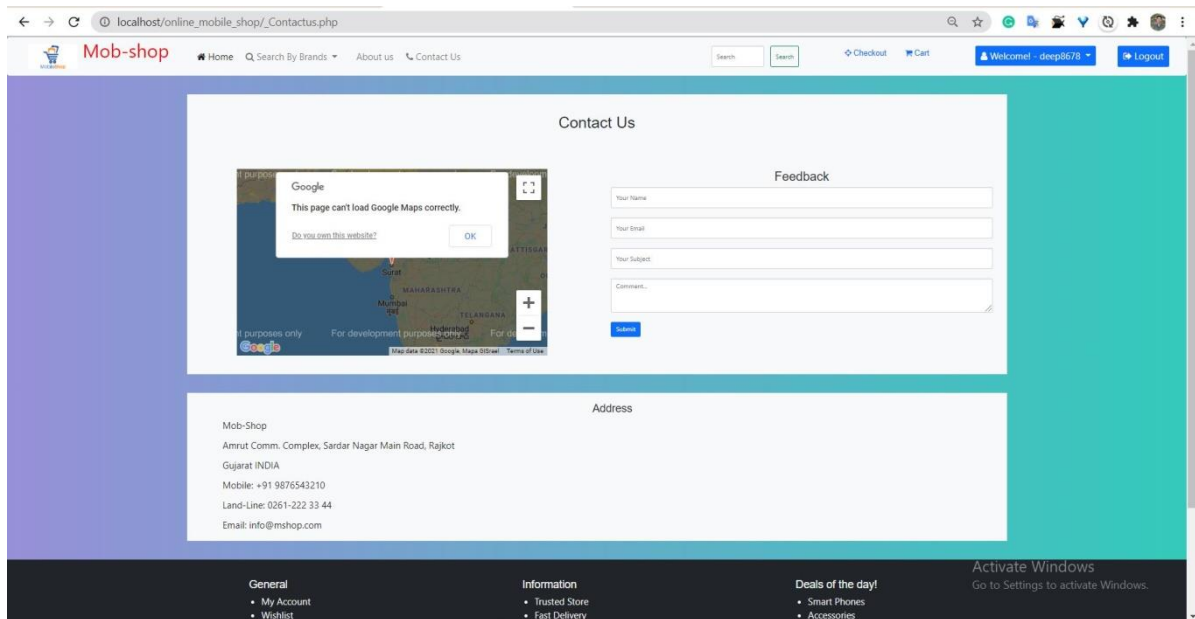 localhost/online_mobile_shop/_Contactus.php
Mob-shop
Home Search By Brands About us Contact Us Search Search Checkout Cart Welcome! - deep8678 Logout
Contact Us
Google
This page can't load Google Maps correctly.
Do you own this website? OK
Surat
MAHARASHTRA
Mumbai
TELANGANA
Hyderabad
t purposes only For development purposes only
Google
Map data ©2021 Google, Mapa GISrael Terms of Use
Feedback
Your Name
Your Email
Your Subject
Comment...
Submit
Address
Mob-Shop
Amrut Comm. Complex, Sardar Nagar Main Road, Rajkot
Gujarat INDIA
Mobile: +91 9876543210
Land-Line: 0261-222 33 44
Email: info@mshop.com
Activate Windows
Go to Settings to activate Windows.
General
• My Account
• Wishlist
Information
• Trusted Store
• Fast Delivery
Deals of the day!
• Smart Phones
• Accessories